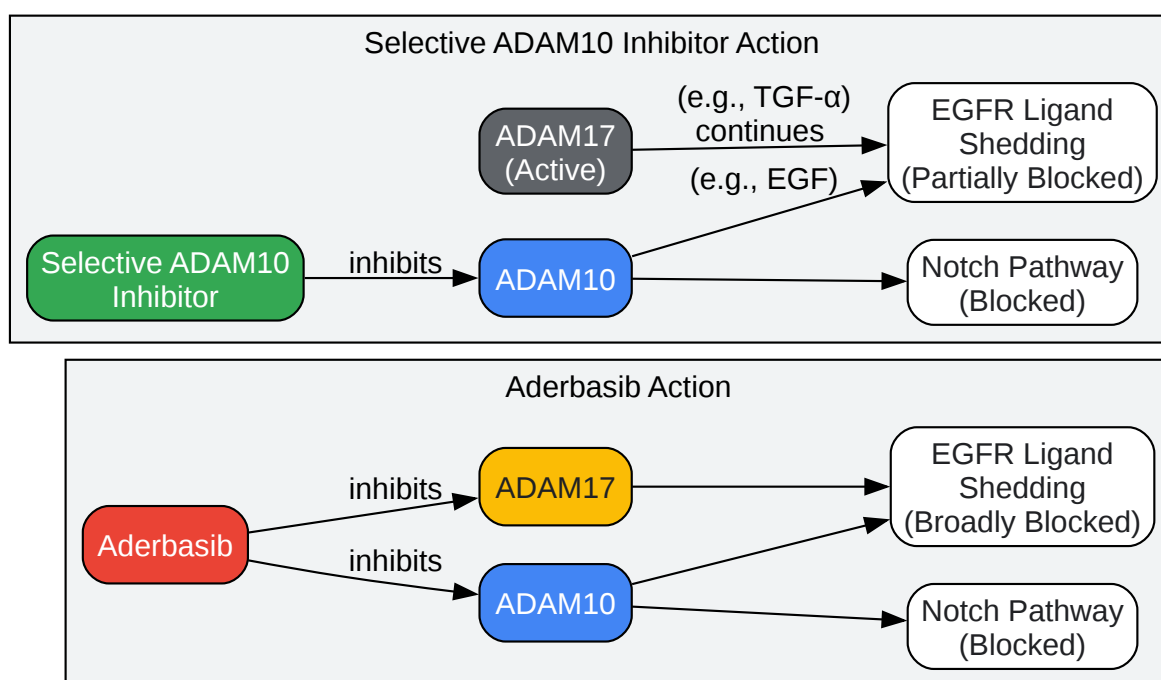 Selective ADAM10 Inhibitor Action
ADAM17
(Active)
(e.g., TGF-α)
continues
EGFR Ligand
Shedding
(Partially Blocked)
(e.g., EGF)
Selective ADAM10
Inhibitor
inhibits
ADAM10
Notch Pathway
(Blocked)
Aderbasib Action
Aderbasib
inhibits
ADAM17
EGFR Ligand
Shedding
(Broadly Blocked)
inhibits
ADAM10
Notch Pathway
(Blocked)